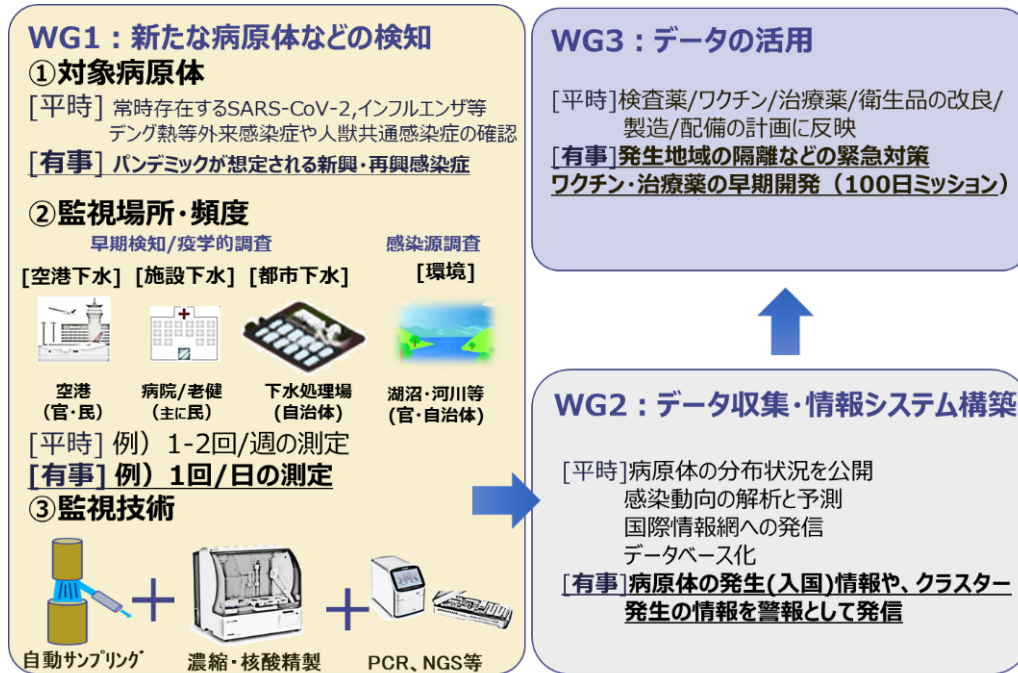 WG1：新たな病原体などの検知
①対象病原体
[平時] 常時存在するSARS-CoV-2,インフルエンザ等
デング熱等外来感染症や人獣共通感染症の確認
[有事] パンデミックが想定される新興・再興感染症
②監視場所・頻度
早期検知/疫学的調査
感染源調査
[空港下水] [施設下水] [都市下水]
[環境]
空港
(官・民)
病院/老健
(主に民)
下水処理場
(自治体)
湖沼・河川等
(官・自治体)
[平時] 例）1-2回/週の測定
[有事] 例）1回/日の測定
③監視技術
自動サンプリング
濃縮・核酸精製
PCR、NGS等
WG3：データの活用
[平時]検査薬/ワクチン/治療薬/衛生品の改良/
製造/配備の計画に反映
[有事]発生地域の隔離などの緊急対策
ワクチン・治療薬の早期開発（100日ミッション）
WG2：データ収集・情報システム構築
[平時]病原体の分布状況を公開
感染動向の解析と予測
国際情報網への発信
データベース化
[有事]病原体の発生(入国)情報や、クラスター
発生の情報を警報として発信